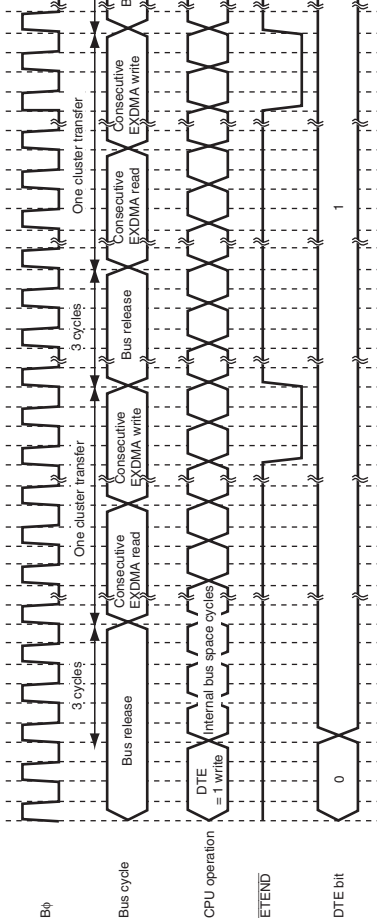 Bφ
3 cycles
One cluster transfer
3 cycles
One cluster transfer
Bus cycle
Bus release
Consecutive
EXDMA read
Consecutive
EXDMA write
Bus release
Consecutive
EXDMA read
Consecutive
EXDMA write
B
CPU operation
DTE
= 1 write
Internal bus space cycles
ETEND
DTE bit
0
1